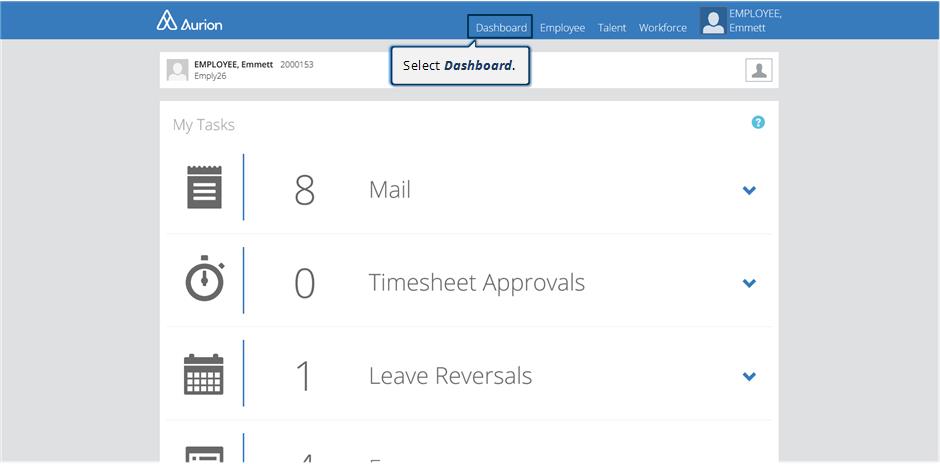 Aurion
Dashboard Employee Talent Workforce
EMPLOYEE,
Emmett
Select Dashboard.
EMPLOYEE, Emmett 2000153
Emply26
My Tasks
?
8 Mail
0 Timesheet Approvals
1 Leave Reversals